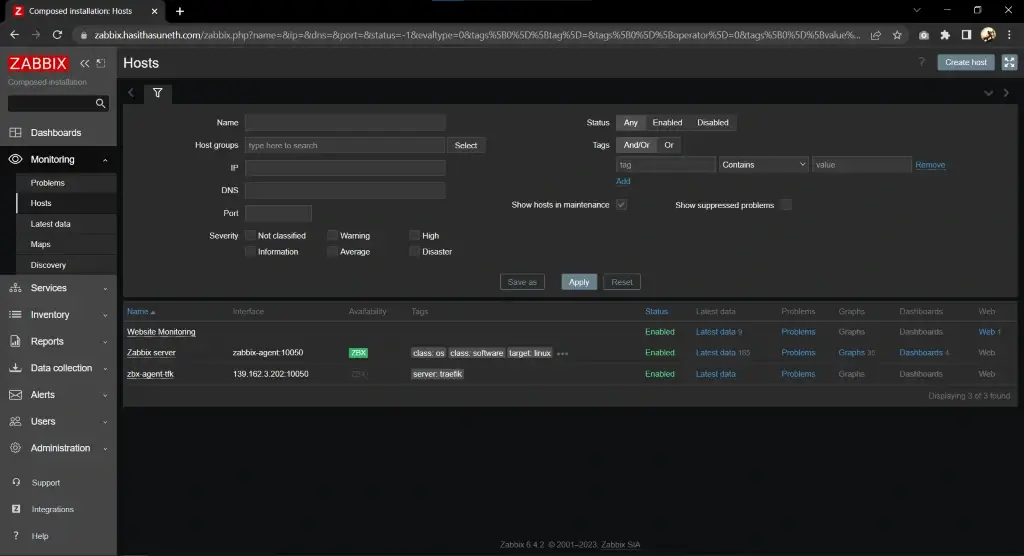 Composed installation: Hosts
zabbix.hasithasuneth.com/zabbix.php?name=&ip=&dns=&port=&status=-1&evaltype=0&tags%5B0%5D%5Btag%5D=&tags%5B0%5D%5Boperator%5D=0&tags%5B0%5D%5Bvalue%...
ZABBIX
Composed installation
Hosts
? Create host
Dashboards
Monitoring
Problems
Hosts
Latest data
Maps
Discovery
Services
Inventory
Reports
Data collection
Alerts
Users
Administration
Support
Integrations
? Help
Name
Host groups type here to search Select
IP
DNS
Port
Severity Not classified Warning High
Information Average Disaster
Status Any Enabled Disabled
Tags And/Or Or
tag Contains value Remove
Add
Show hosts in maintenance Show suppressed problems
Save as Apply Reset
Name Interface Availability Tags Status Latest data Problems Graphs Dashboards Web
Website Monitoring Enabled Latest data 9 Problems Graphs Dashboards Web 1
Zabbix server zabbix-agent:10050 ZBX class: os class: software target: linux ••• Enabled Latest data Problems Graphs Dashboards 4 Web
zbx-agent-tfk 139.162.3.202:10050 ZBX server: traefik Enabled Latest data Problems Graphs Dashboards Web
Displaying 3 of 3 found
Zabbix 6.4.2. © 2001–2023, Zabbix SIA